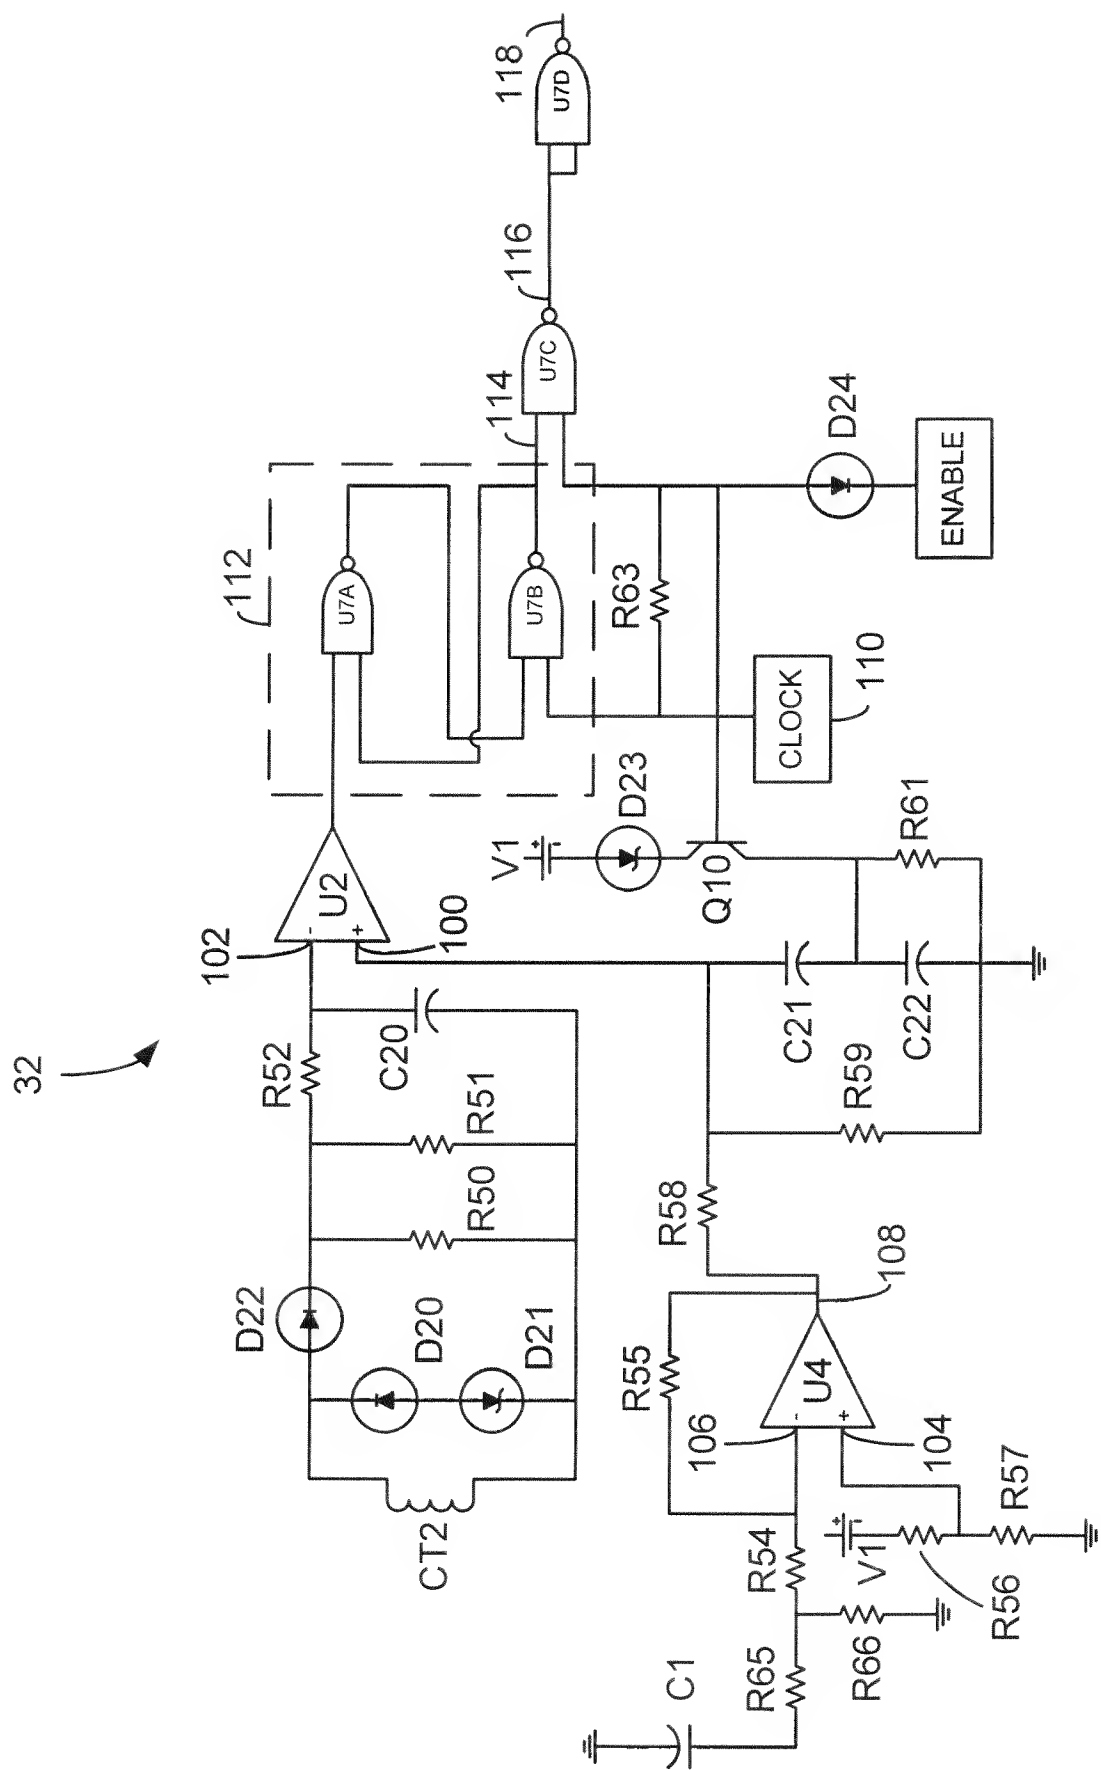 32
112
114
116
118
U7A
U7B
U7C
U7D
102
U2
-
+
100
R52
C20
R51
R50
D22
D20
D21
CT2
R63
D24
ENABLE
CLOCK
110
V1
+
-
D23
Q10
R61
C21
C22
R59
R58
108
R55
U4
-
+
106
104
R54
V1
+
-
R57
R56
R65
R66
C1